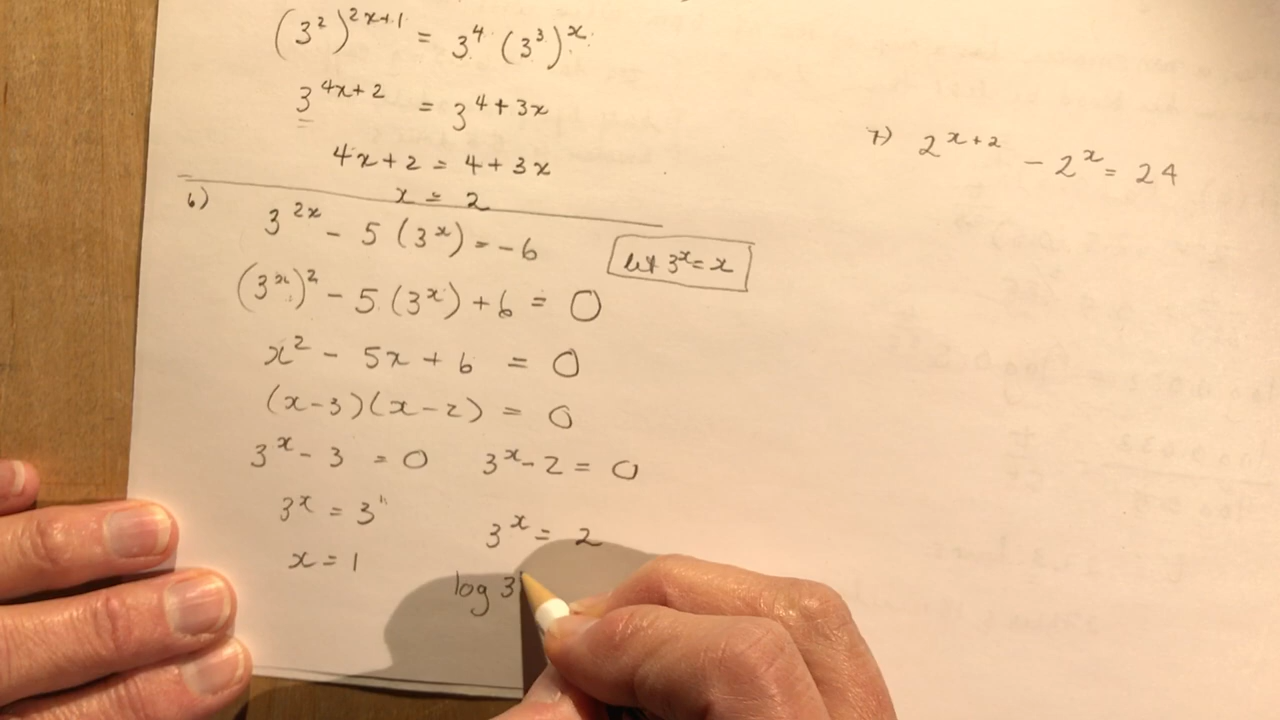 (3²)^(2x+1) = 3⁴ (3³)^x
3^(4x+2) = 3^(4+3x)
4x+2 = 4+3x
x = 2
6)
3^(2x) - 5 (3^x) = -6
let 3^x = x
(3^x)² - 5 (3^x) + 6 = 0
x² - 5x + 6 = 0
(x-3)(x-2) = 0
3^x - 3 = 0 3^x - 2 = 0
3^x = 3¹ 3^x = 2
x = 1
log 3
7) 2^(x+2) - 2^x = 24